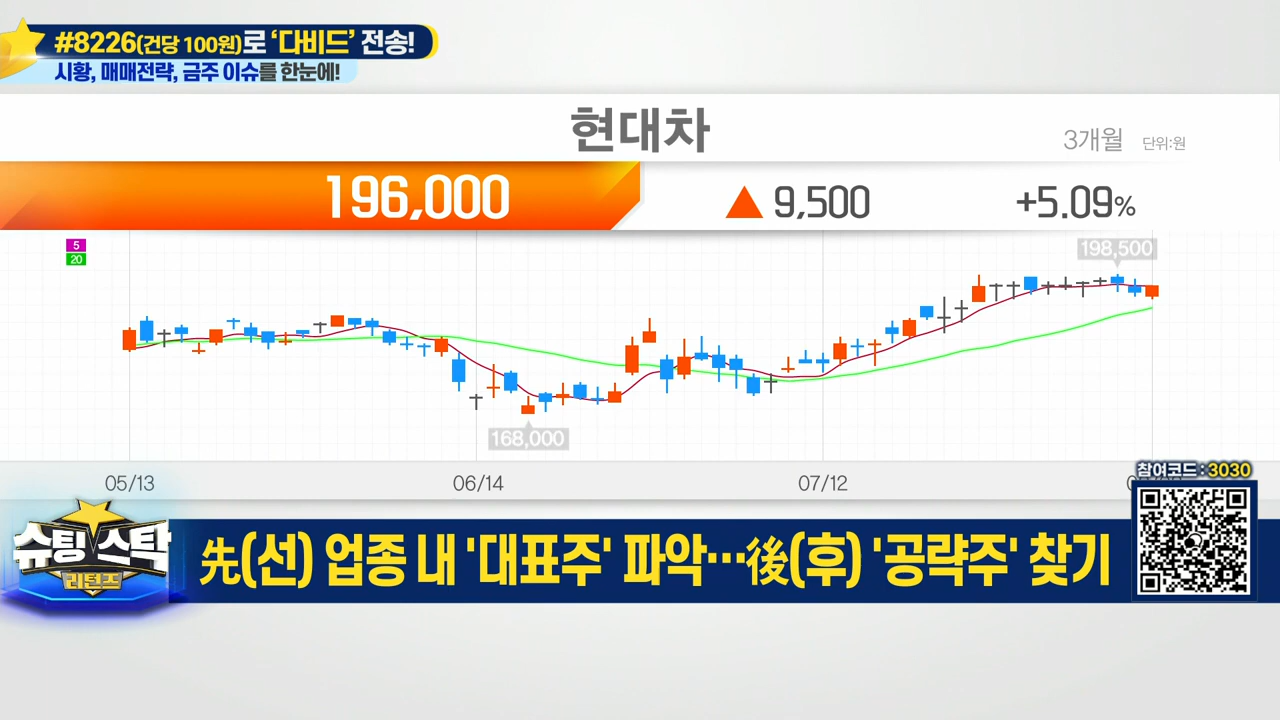 #8226(건당 100원)로 '다비드' 전송!
시황, 매매전략, 금주 이슈를 한눈에!
현대차
3개월 단위:원
196,000 ▲ 9,500 +5.09%
5
20
198,500
168,000
05/13 06/14 07/12
참여코드:3030
슈팅스탁
리턴즈
先(선) 업종 내 '대표주' 파악…後(후) '공략주' 찾기